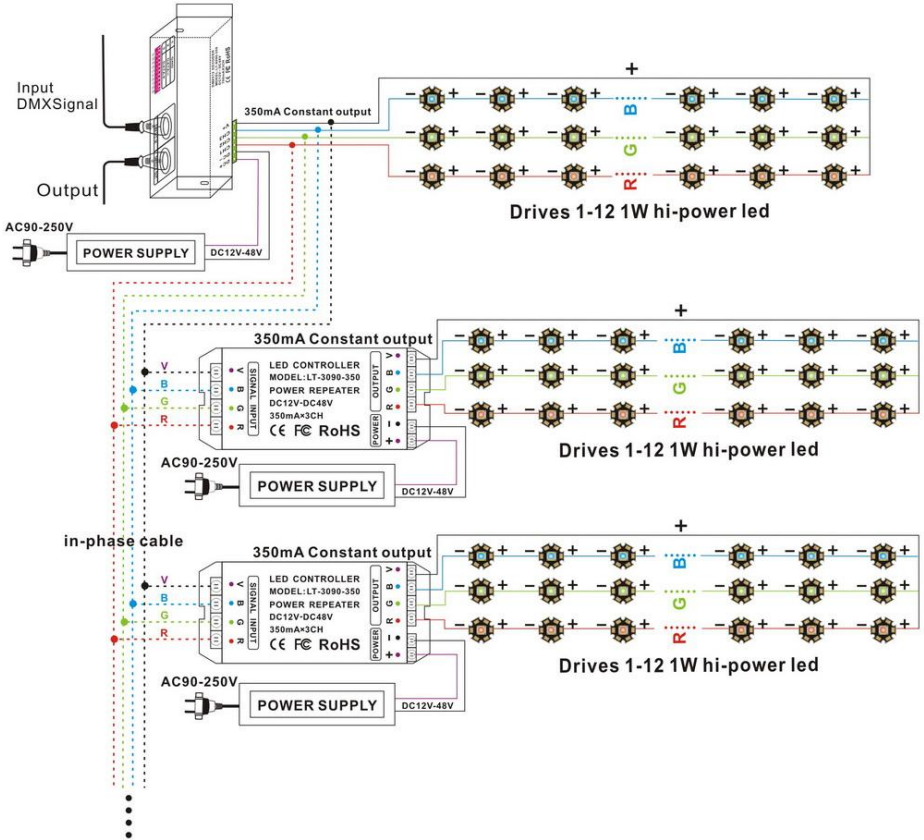 Input
DMXSignal
Output
350mA Constant output
+
- + - + - + B - + - + - +
- + - + - + G - + - + - +
- + - + - + R - + - + - +
Drives 1-12 1W hi-power led
AC90-250V
POWER SUPPLY
DC12V-48V
350mA Constant output
V
B
G
R
SIGNAL INPUT
V
B
G
R
LED CONTROLLER
MODEL:LT-3090-350
POWER REPEATER
DC12V-DC48V
350mA×3CH
CE FC RoHS
OUTPUT
V
B
G
R
POWER
-
+
+
- + - + - + B - + - + - +
- + - + - + G - + - + - +
- + - + - + R - + - + - +
Drives 1-12 1W hi-power led
AC90-250V
POWER SUPPLY
DC12V-48V
in-phase cable
350mA Constant output
V
B
G
R
SIGNAL INPUT
V
B
G
R
LED CONTROLLER
MODEL:LT-3090-350
POWER REPEATER
DC12V-DC48V
350mA×3CH
CE FC RoHS
OUTPUT
V
B
G
R
POWER
-
+
+
- + - + - + B - + - + - +
- + - + - + G - + - + - +
- + - + - + R - + - + - +
Drives 1-12 1W hi-power led
AC90-250V
POWER SUPPLY
DC12V-48V